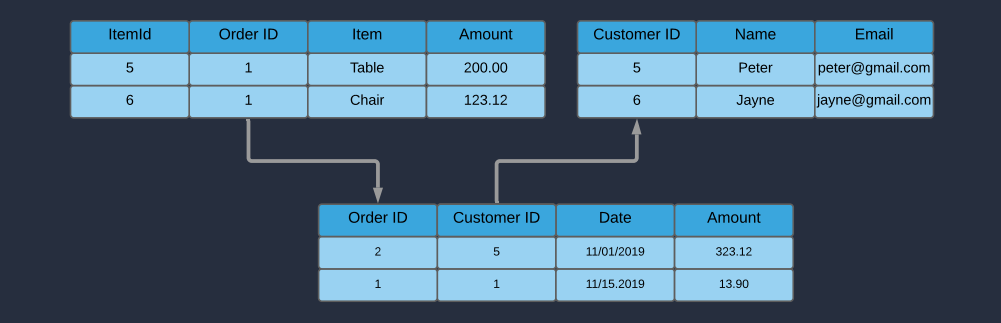 ItemId Order ID Item Amount
5 1 Table 200.00
6 1 Chair 123.12
Customer ID Name Email
5 Peter peter@gmail.com
6 Jayne jayne@gmail.com
Order ID Customer ID Date Amount
2 5 11/01/2019 323.12
1 1 11/15.2019 13.90